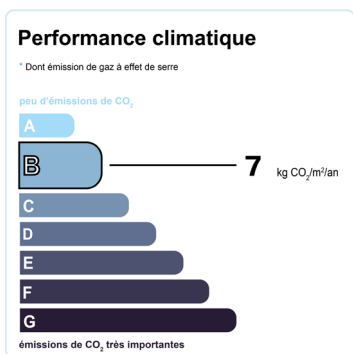 Performance climatique
* Dont émission de gaz à effet de serre
peu d'émissions de CO₂
A
B 7 kg CO₂/m²/an
C
D
E
F
G
émissions de CO₂ très importantes